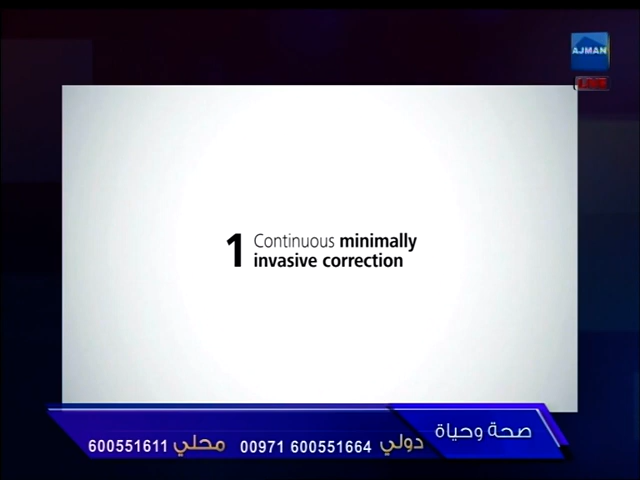 AJMAN
1 Continuous minimally
invasive correction
صحة وحياة
دولي 00971 600551664
محلي 600551611